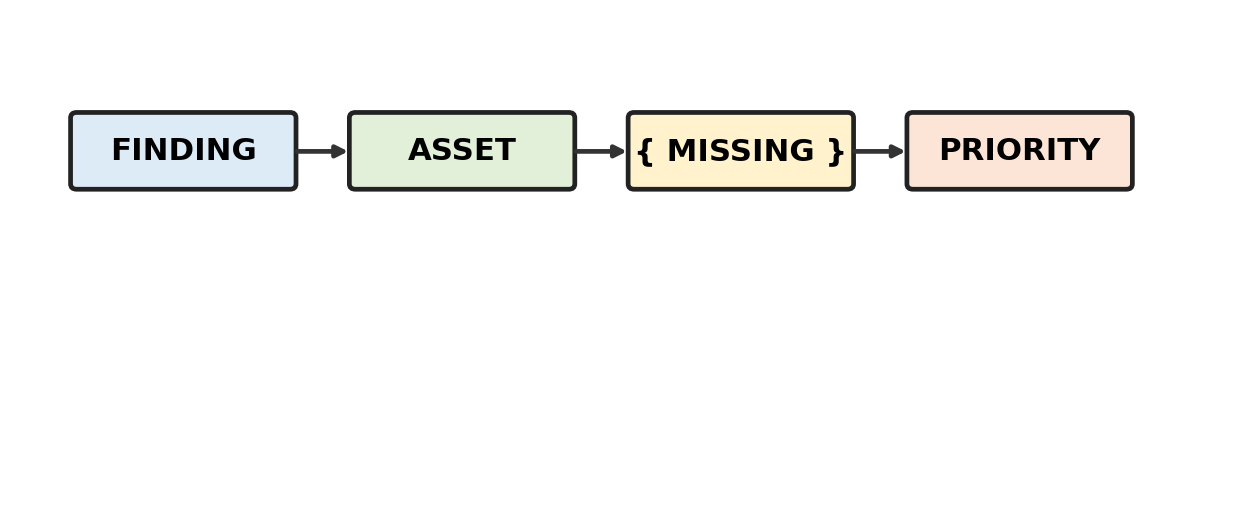 FINDING ASSET { MISSING } PRIORITY